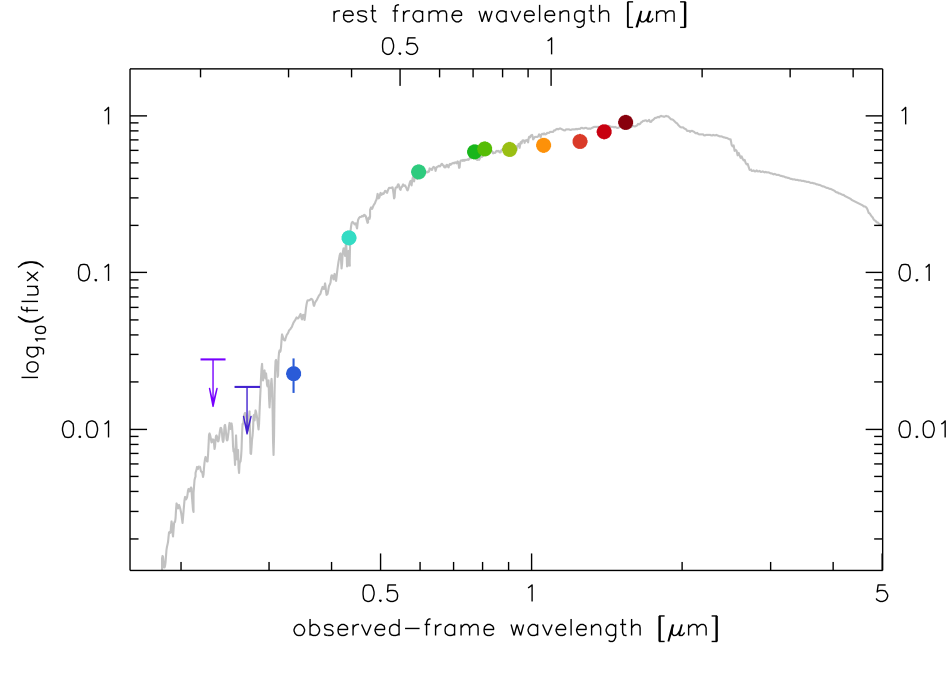 rest frame wavelength [μm]
0.5 1
1 1
0.1 0.1
0.01 0.01
log10(flux)
0.5 1 5
observed-frame wavelength [μm]